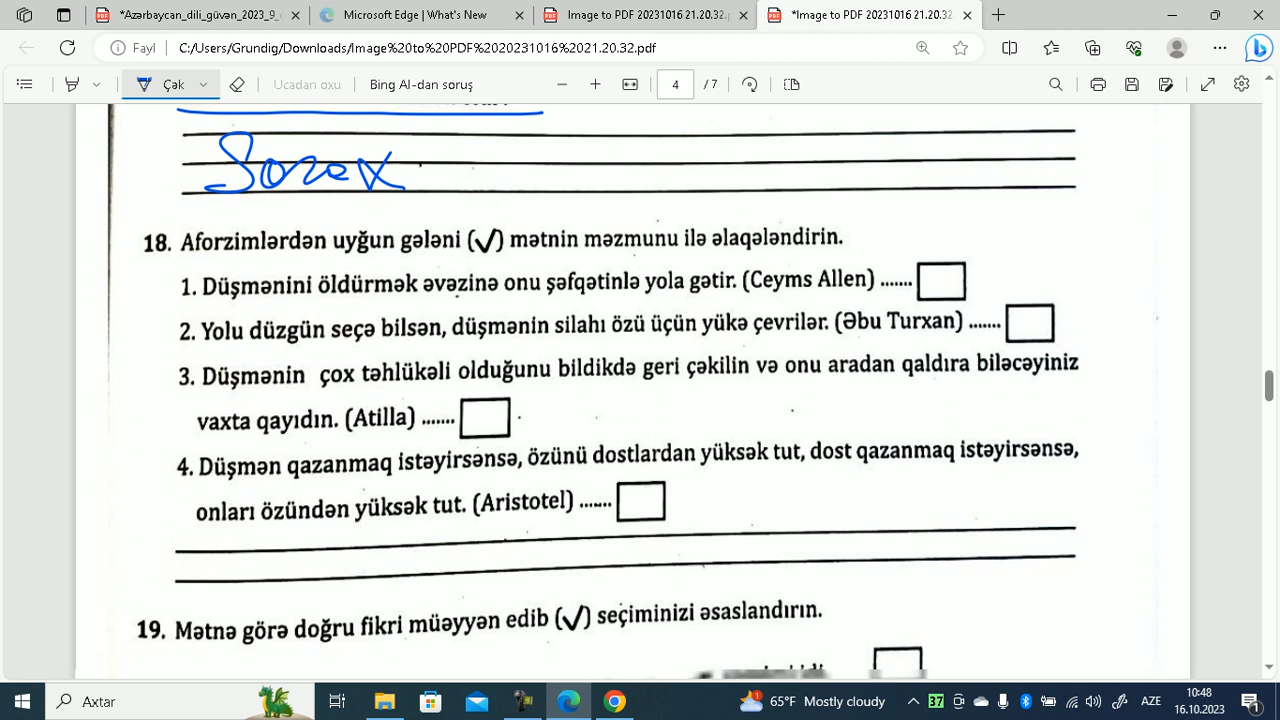 *Azərbaycan_dili_güvən_2023_9_
Microsoft Edge | What's New
Image to PDF 20231016 21.20.32.p
*Image to PDF 20231016 21.20.32.
Fayl | C:/Users/Grundig/Downloads/Image%20to%20PDF%2020231016%2021.20.32.pdf
Çək
Ucadan oxu
Bing AI-dan soruş
4 / 7
18. Aforzimlərdən uyğun gələni (✓) mətnin məzmunu ilə əlaqələndirin.
1. Düşmənini öldürmək əvəzinə onu şəfqətinlə yola gətir. (Ceyms Allen) .......
2. Yolu düzgün seçə bilsən, düşmənin silahı özü üçün yükə çevrilər. (Əbu Turxan) .......
3. Düşmənin çox təhlükəli olduğunu bildikdə geri çəkilin və onu aradan qaldıra biləcəyiniz
vaxta qayıdın. (Atilla) .......
4. Düşmən qazanmaq istəyirsənsə, özünü dostlardan yüksək tut, dost qazanmaq istəyirsənsə,
onları özündən yüksək tut. (Aristotel) .......
19. Mətnə görə doğru fikri müəyyən edib (✓) seçiminizi əsaslandırın.
Axtar
1
65°F Mostly cloudy
37
AZE
10:48
16.10.2023
1